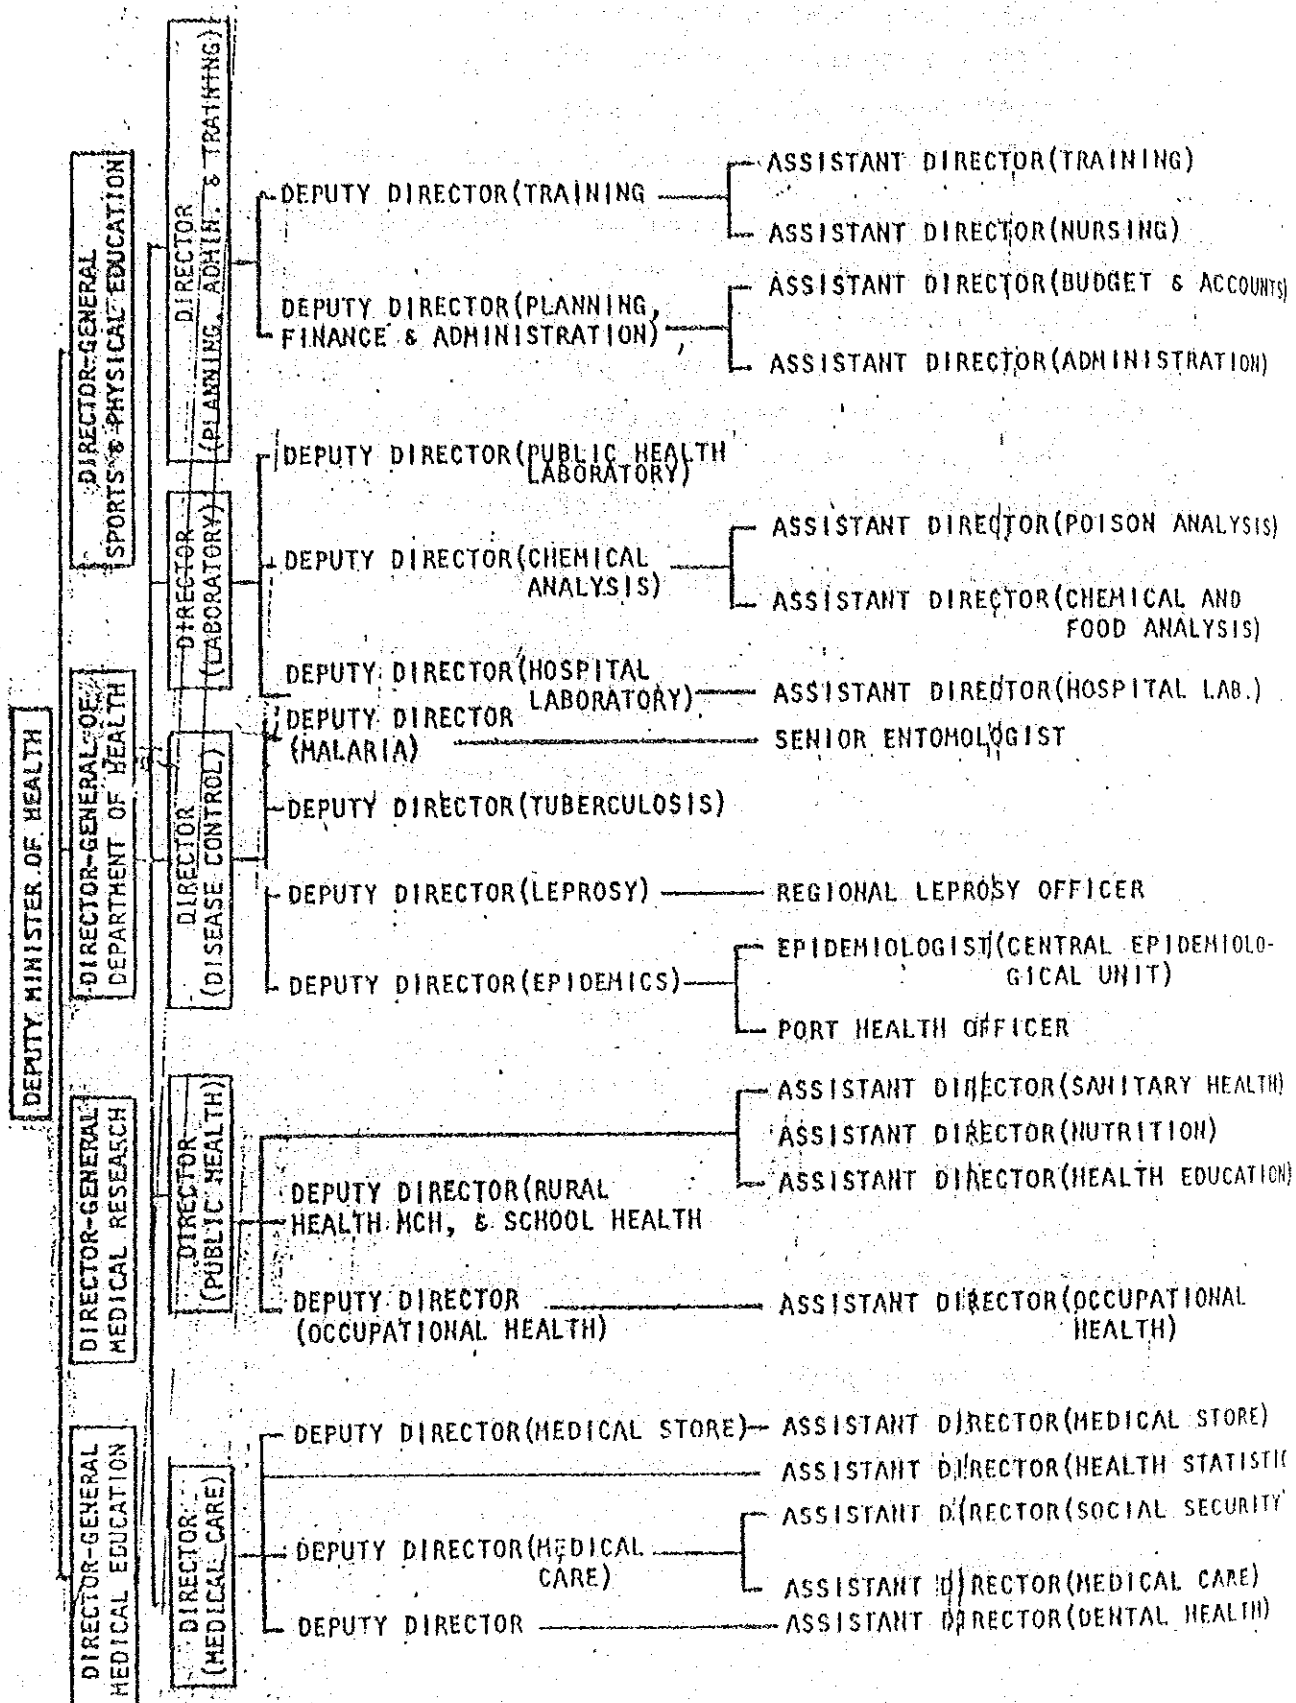 DEPUTY MINISTER OF HEALTH
DIRECTOR-GENERAL
SPORTS & PHYSICAL EDUCATION
DIRECTOR-GENERAL OF
DEPARTMENT OF HEALTH
DIRECTOR-GENERAL
MEDICAL RESEARCH
DIRECTOR-GENERAL
MEDICAL EDUCATION
DIRECTOR
(PLANNING, ADMIN. & TRAINING)
DEPUTY DIRECTOR(TRAINING
ASSISTANT DIRECTOR(TRAINING)
ASSISTANT DIRECTOR(NURSING)
DEPUTY DIRECTOR(PLANNING,
FINANCE & ADMINISTRATION)
ASSISTANT DIRECTOR(BUDGET & ACCOUNTS)
ASSISTANT DIRECTOR(ADMINISTRATION)
DIRECTOR
(LABORATORY)
DEPUTY DIRECTOR(PUBLIC HEALTH
LABORATORY)
DEPUTY DIRECTOR(CHEMICAL
ANALYSIS)
ASSISTANT DIRECTOR(POISON ANALYSIS)
ASSISTANT DIRECTOR(CHEMICAL AND
FOOD ANALYSIS)
DEPUTY DIRECTOR(HOSPITAL
LABORATORY)
ASSISTANT DIRECTOR(HOSPITAL LAB.)
DIRECTOR
(DISEASE CONTROL)
DEPUTY DIRECTOR
(MALARIA)
SENIOR ENTOMOLOGIST
DEPUTY DIRECTOR(TUBERCULOSIS)
DEPUTY DIRECTOR(LEPROSY)
REGIONAL LEPROSY OFFICER
DEPUTY DIRECTOR(EPIDEMICS)
EPIDEMIOLOGIST(CENTRAL EPIDEMIOLO-
GICAL UNIT)
PORT HEALTH OFFICER
DIRECTOR
(PUBLIC HEALTH)
ASSISTANT DIRECTOR(SANITARY HEALTH)
ASSISTANT DIRECTOR(NUTRITION)
ASSISTANT DIRECTOR(HEALTH EDUCATION)
DEPUTY DIRECTOR(RURAL
HEALTH MCH, & SCHOOL HEALTH
DEPUTY DIRECTOR
(OCCUPATIONAL HEALTH)
ASSISTANT DIRECTOR(OCCUPATIONAL
HEALTH)
DIRECTOR
(MEDICAL CARE)
DEPUTY DIRECTOR(MEDICAL STORE)
ASSISTANT DIRECTOR(MEDICAL STORE)
ASSISTANT DIRECTOR(HEALTH STATISTIC
DEPUTY DIRECTOR(MEDICAL
CARE)
ASSISTANT DIRECTOR(SOCIAL SECURITY
ASSISTANT DIRECTOR(MEDICAL CARE)
DEPUTY DIRECTOR
ASSISTANT DIRECTOR(DENTAL HEALTH)